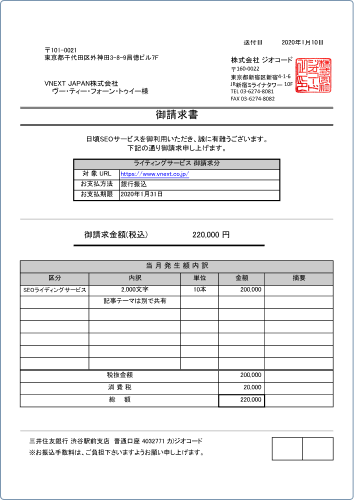 送付日 2020年1月10日
〒101-0021
東京都千代田区外神田3-8-9昌徳ビル7F
株式会社 ジオコード
〒160-0022
東京都新宿区新宿4-1-6
JR新宿ミライナタワー 10F
TEL 03-6274-8081
FAX 03-6274-8082
VNEXT JAPAN株式会社
ヴー・ティー・フォーン・トゥイー様
御請求書
日頃SEOサービスを御利用いただき、誠に有難うございます。
下記の通り御請求申し上げます。
ライティングサービス 御請求分
対象 URL https://www.vnext.co.jp/
お支払方法 銀行振込
お支払期限 2020年1月31日
御請求金額(税込) 220,000 円
当月発生額内訳
区分 内訳 単位 金額 摘要
SEOライティングサービス 2,000文字 10本 200,000
記事テーマは別で共有
税抜金額 200,000
消費税 20,000
総額 220,000
三井住友銀行 渋谷駅前支店 普通口座 4032771 カ)ジオコード
※お振込手数料は、ご負担下さいますようお願い申し上げます。